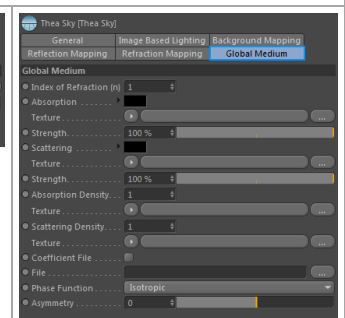 Thea Sky [Thea Sky]
General Image Based Lighting Background Mapping
Reflection Mapping Refraction Mapping Global Medium
Global Medium
Index of Refraction (n) 1
Absorption ........
Texture............. ...
Strength........ 100 %
Scattering ........
Texture............. ...
Strength........ 100 %
Absorption Density... 1
Texture............. ...
Scattering Density... 1
Texture............. ...
Coefficient File ....
File ............. ...
Phase Function .... Isotropic
Asymmetry ........ 0